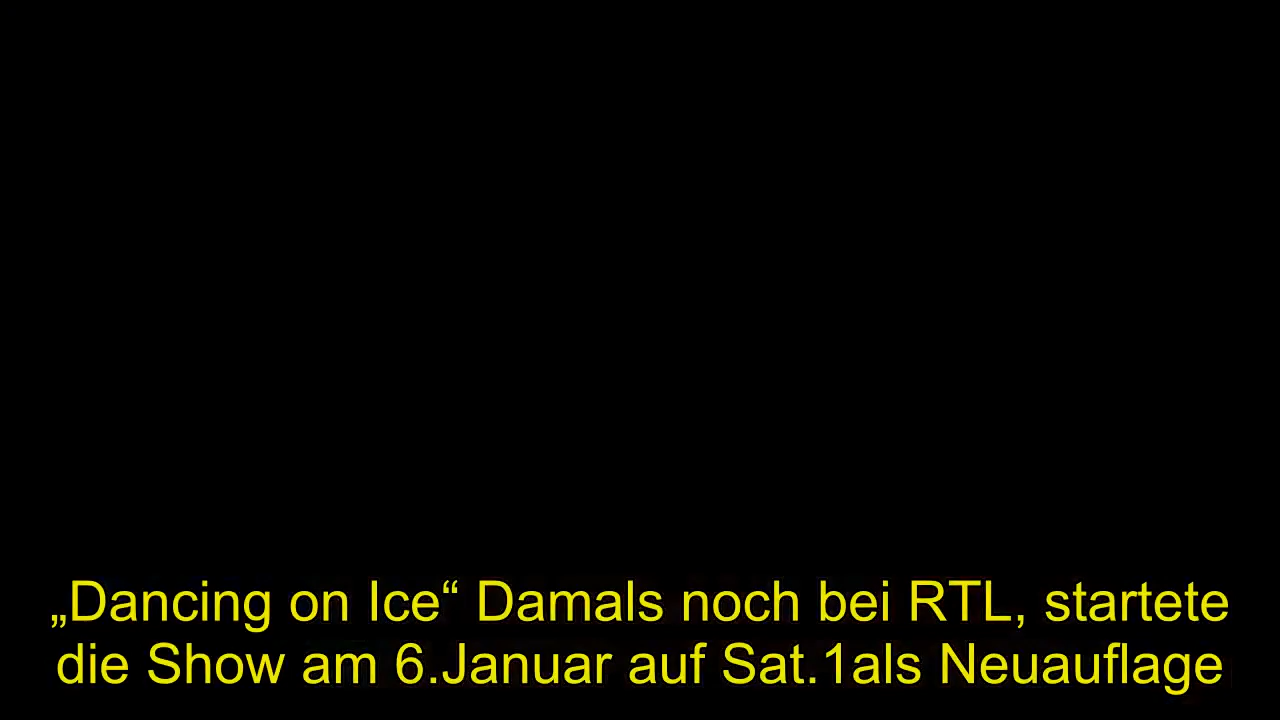 „Dancing on Ice“ Damals noch bei RTL, startete
die Show am 6.Januar auf Sat.1als Neuauflage